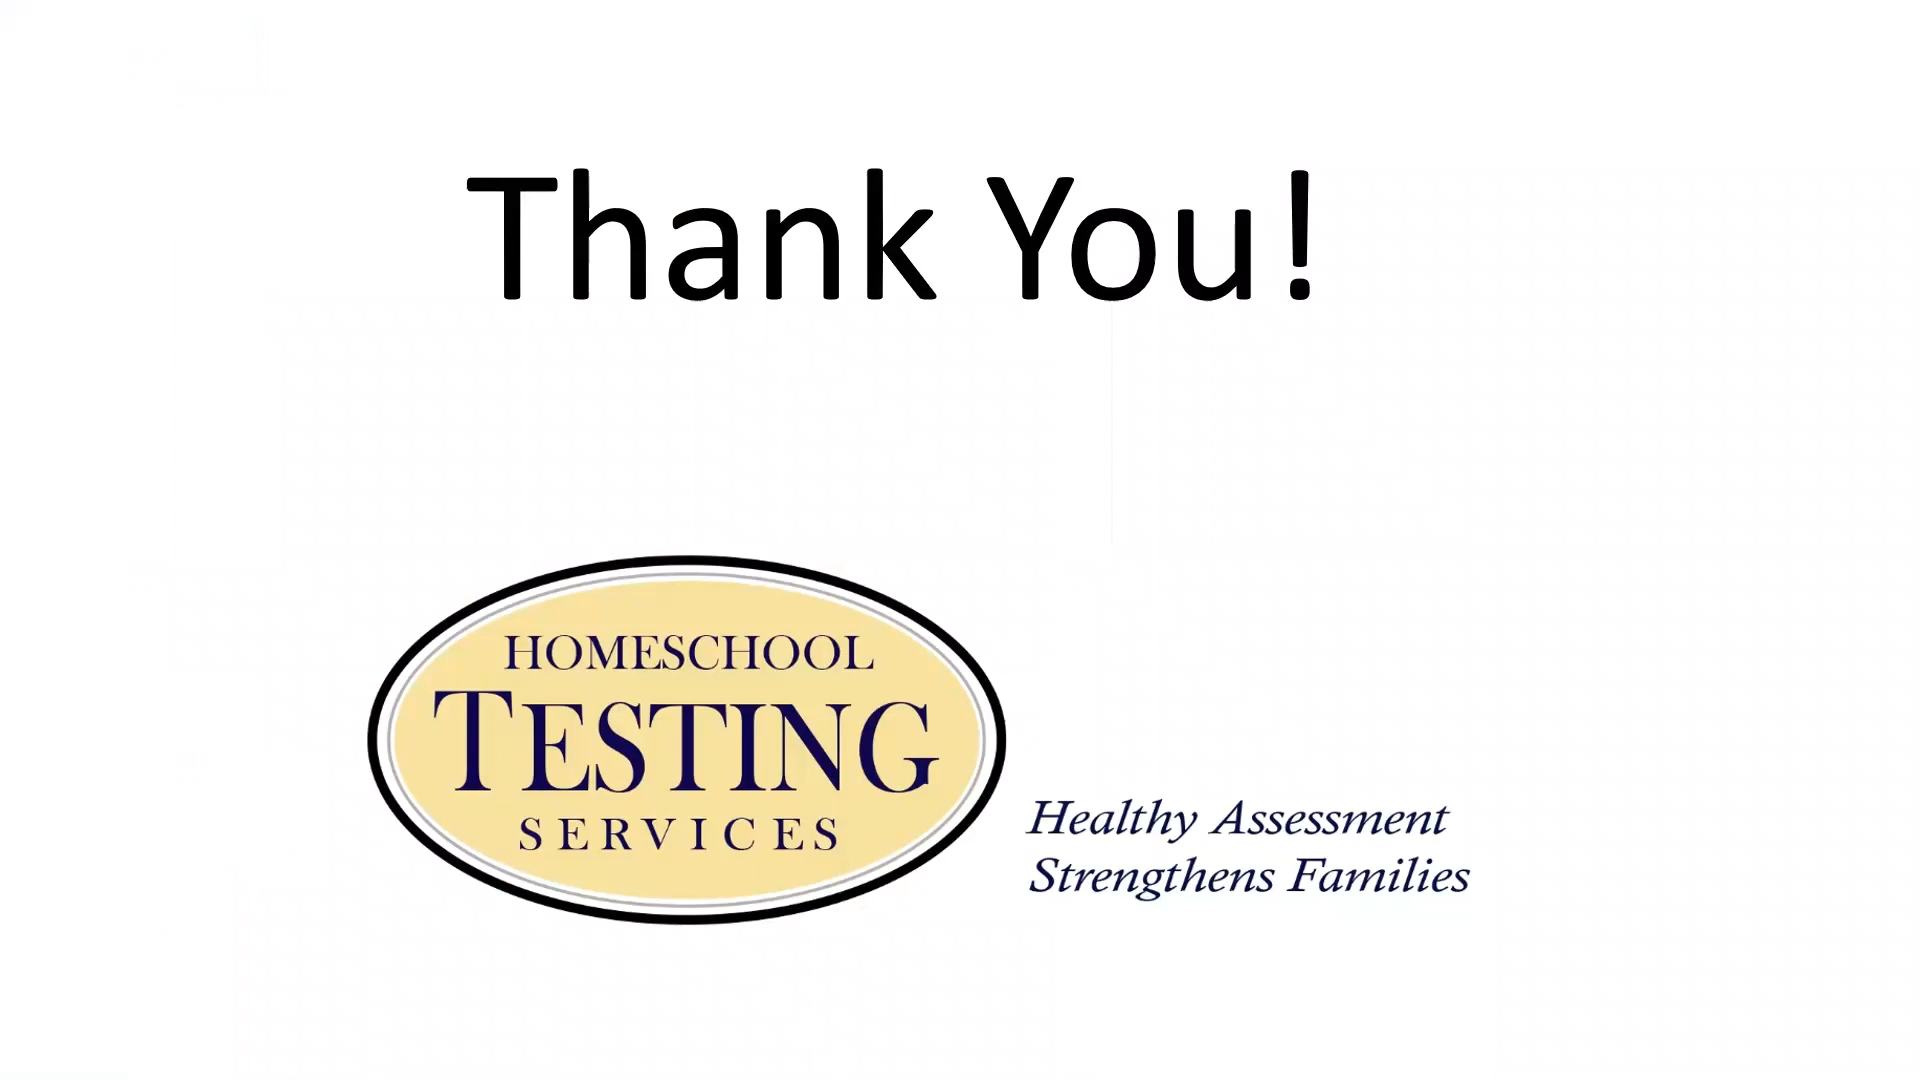 Thank You!
HOMESCHOOL
TESTING
SERVICES
Healthy Assessment
Strengthens Families